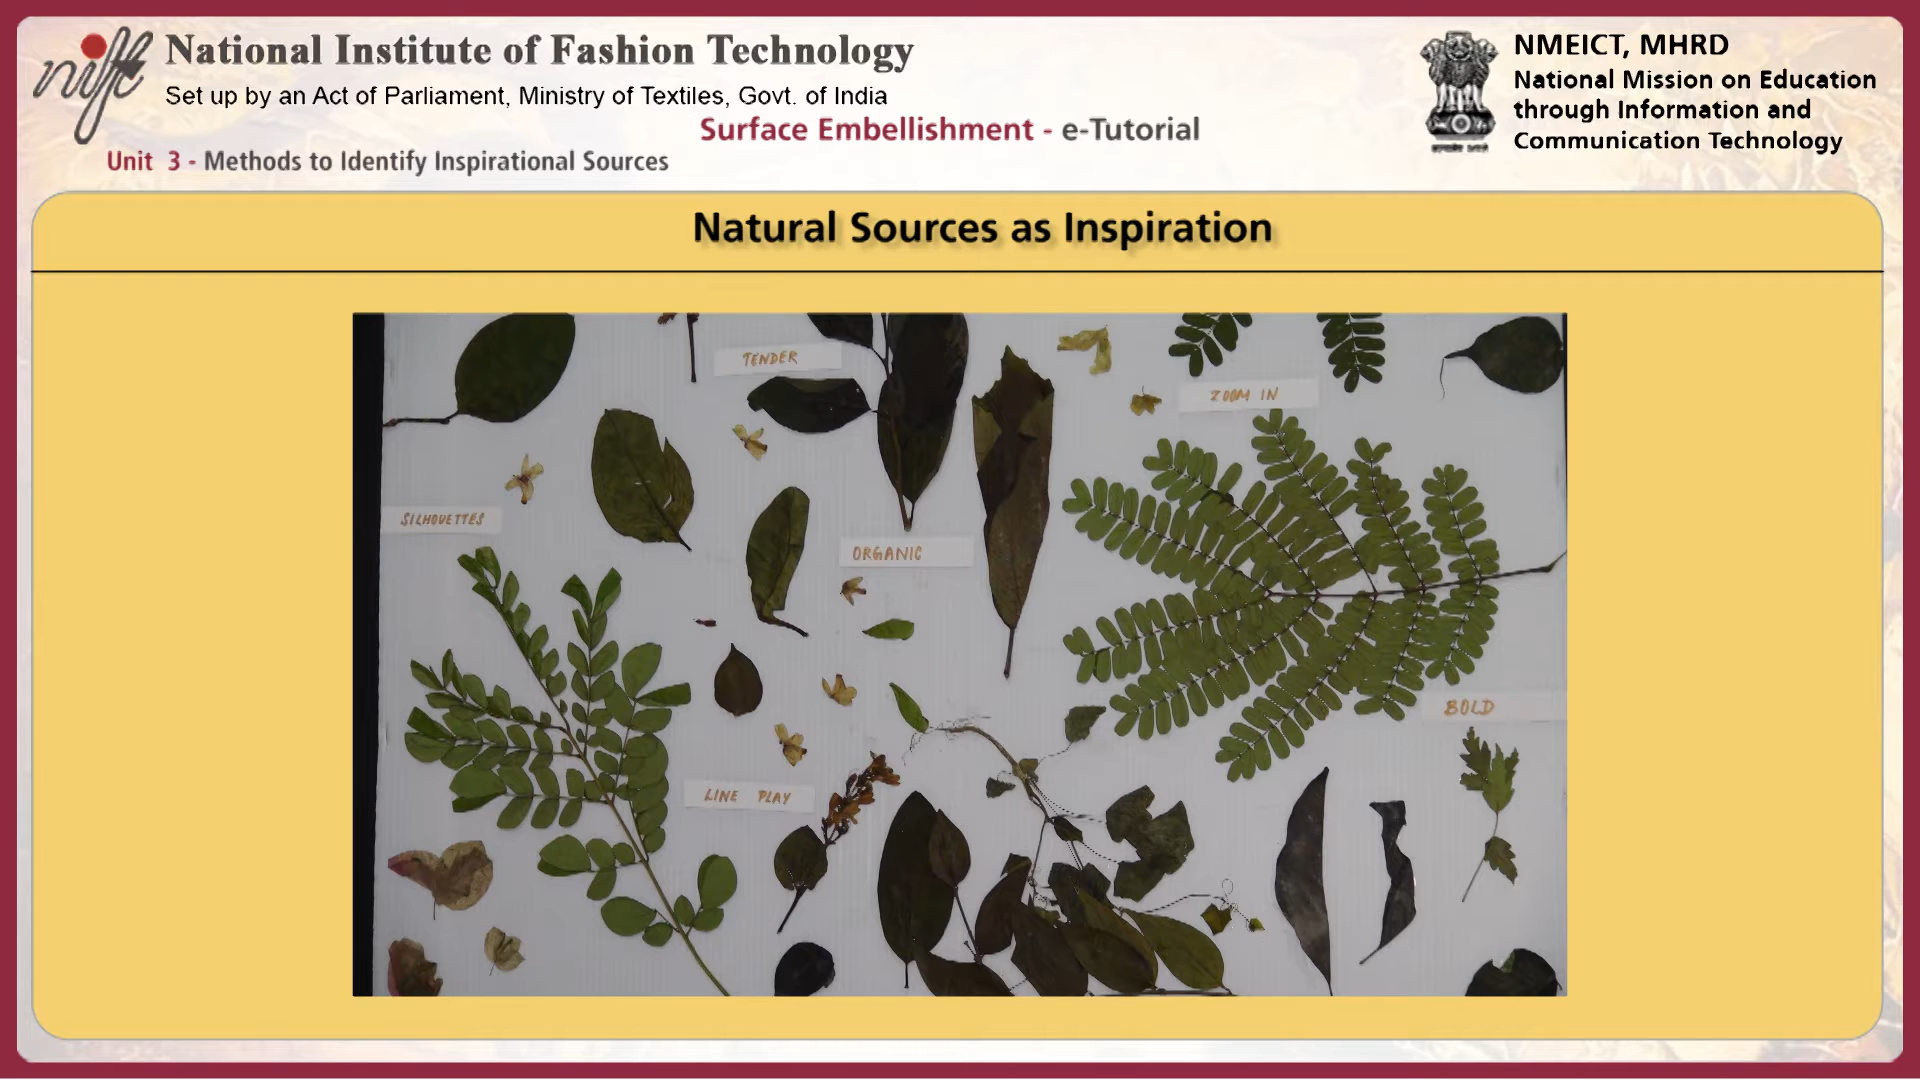 nift
National Institute of Fashion Technology
Set up by an Act of Parliament, Ministry of Textiles, Govt. of India
NMEICT, MHRD
National Mission on Education
through Information and
Communication Technology
Surface Embellishment - e-Tutorial
Unit 3 - Methods to Identify Inspirational Sources
Natural Sources as Inspiration
TENDER
ZOOM IN
SILHOUETTES
ORGANIC
BOLD
LINE PLAY